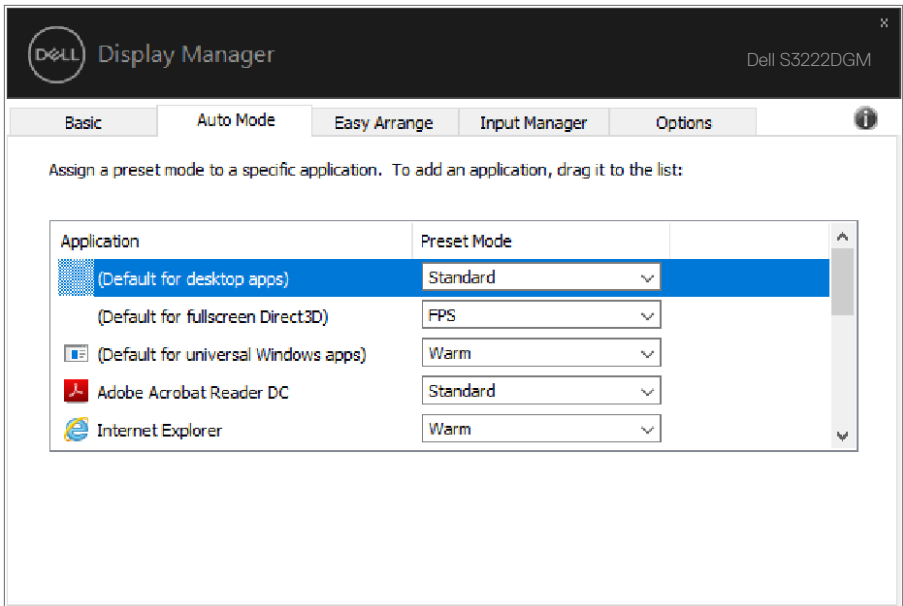 x
DELL Display Manager
Dell S3222DGM
Basic Auto Mode Easy Arrange Input Manager Options
Assign a preset mode to a specific application. To add an application, drag it to the list:
Application Preset Mode
(Default for desktop apps) Standard
(Default for fullscreen Direct3D) FPS
(Default for universal Windows apps) Warm
Adobe Acrobat Reader DC Standard
Internet Explorer Warm